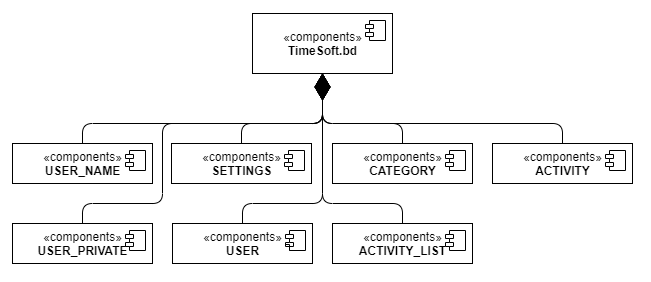 «components»
TimeSoft.bd
«components»
USER_NAME
«components»
SETTINGS
«components»
CATEGORY
«components»
ACTIVITY
«components»
USER_PRIVATE
«components»
USER
«components»
ACTIVITY_LIST